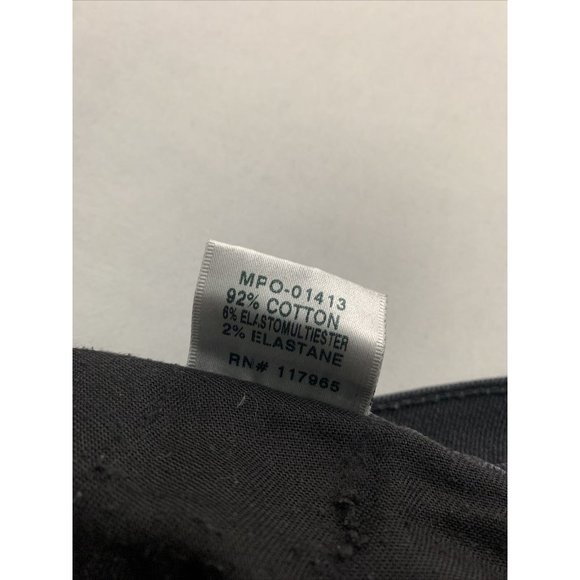 MPO-01413
92% COTTON
6% ELASTOMULTIESTER
2% ELASTANE
RN# 117965